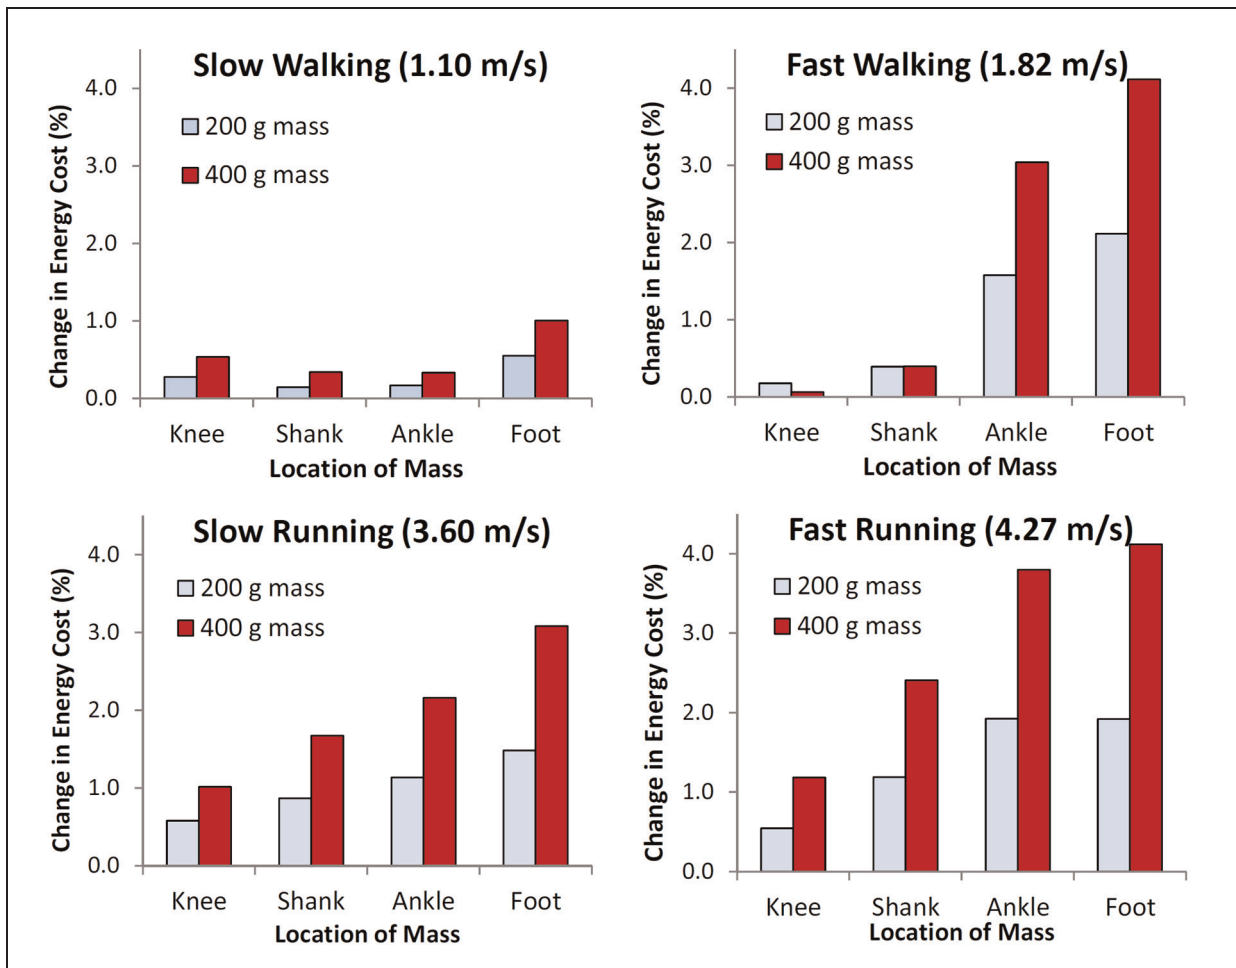 Slow Walking (1.10 m/s)
Change in Energy Cost (%)
4.0
3.0
2.0
1.0
0.0
200 g mass
400 g mass
Knee Shank Ankle Foot
Location of Mass
Fast Walking (1.82 m/s)
Change in Energy Cost (%)
4.0
3.0
2.0
1.0
0.0
200 g mass
400 g mass
Knee Shank Ankle Foot
Location of Mass
Slow Running (3.60 m/s)
Change in Energy Cost (%)
4.0
3.0
2.0
1.0
0.0
200 g mass
400 g mass
Knee Shank Ankle Foot
Location of Mass
Fast Running (4.27 m/s)
Change in Energy Cost (%)
4.0
3.0
2.0
1.0
0.0
200 g mass
400 g mass
Knee Shank Ankle Foot
Location of Mass